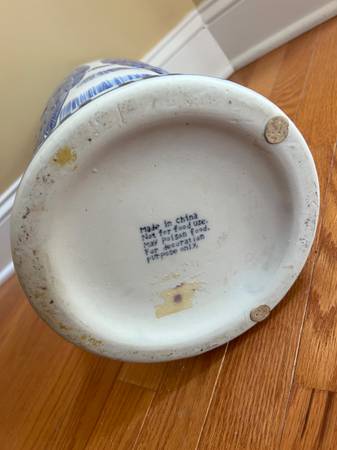 Made in China
Not for food use.
May Poison food.
For decoration
purpose only.